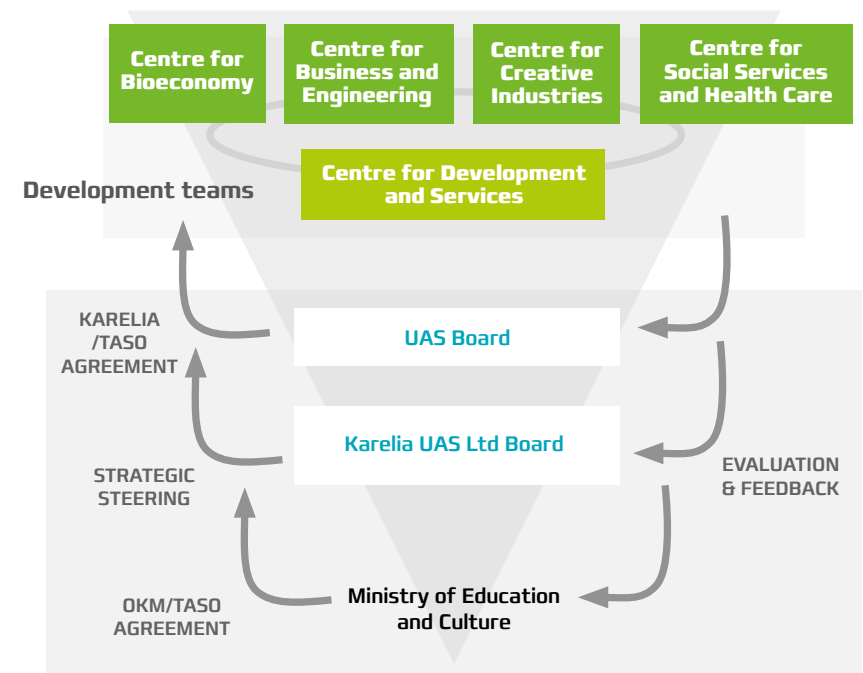 Centre for
Bioeconomy
Centre for
Business and
Engineering
Centre for
Creative
Industries
Centre for
Social Services
and Health Care
Centre for Development
and Services
Development teams
KARELIA
/TASO
AGREEMENT
UAS Board
Karelia UAS Ltd Board
STRATEGIC
STEERING
EVALUATION
& FEEDBACK
OKM/TASO
AGREEMENT
Ministry of Education
and Culture